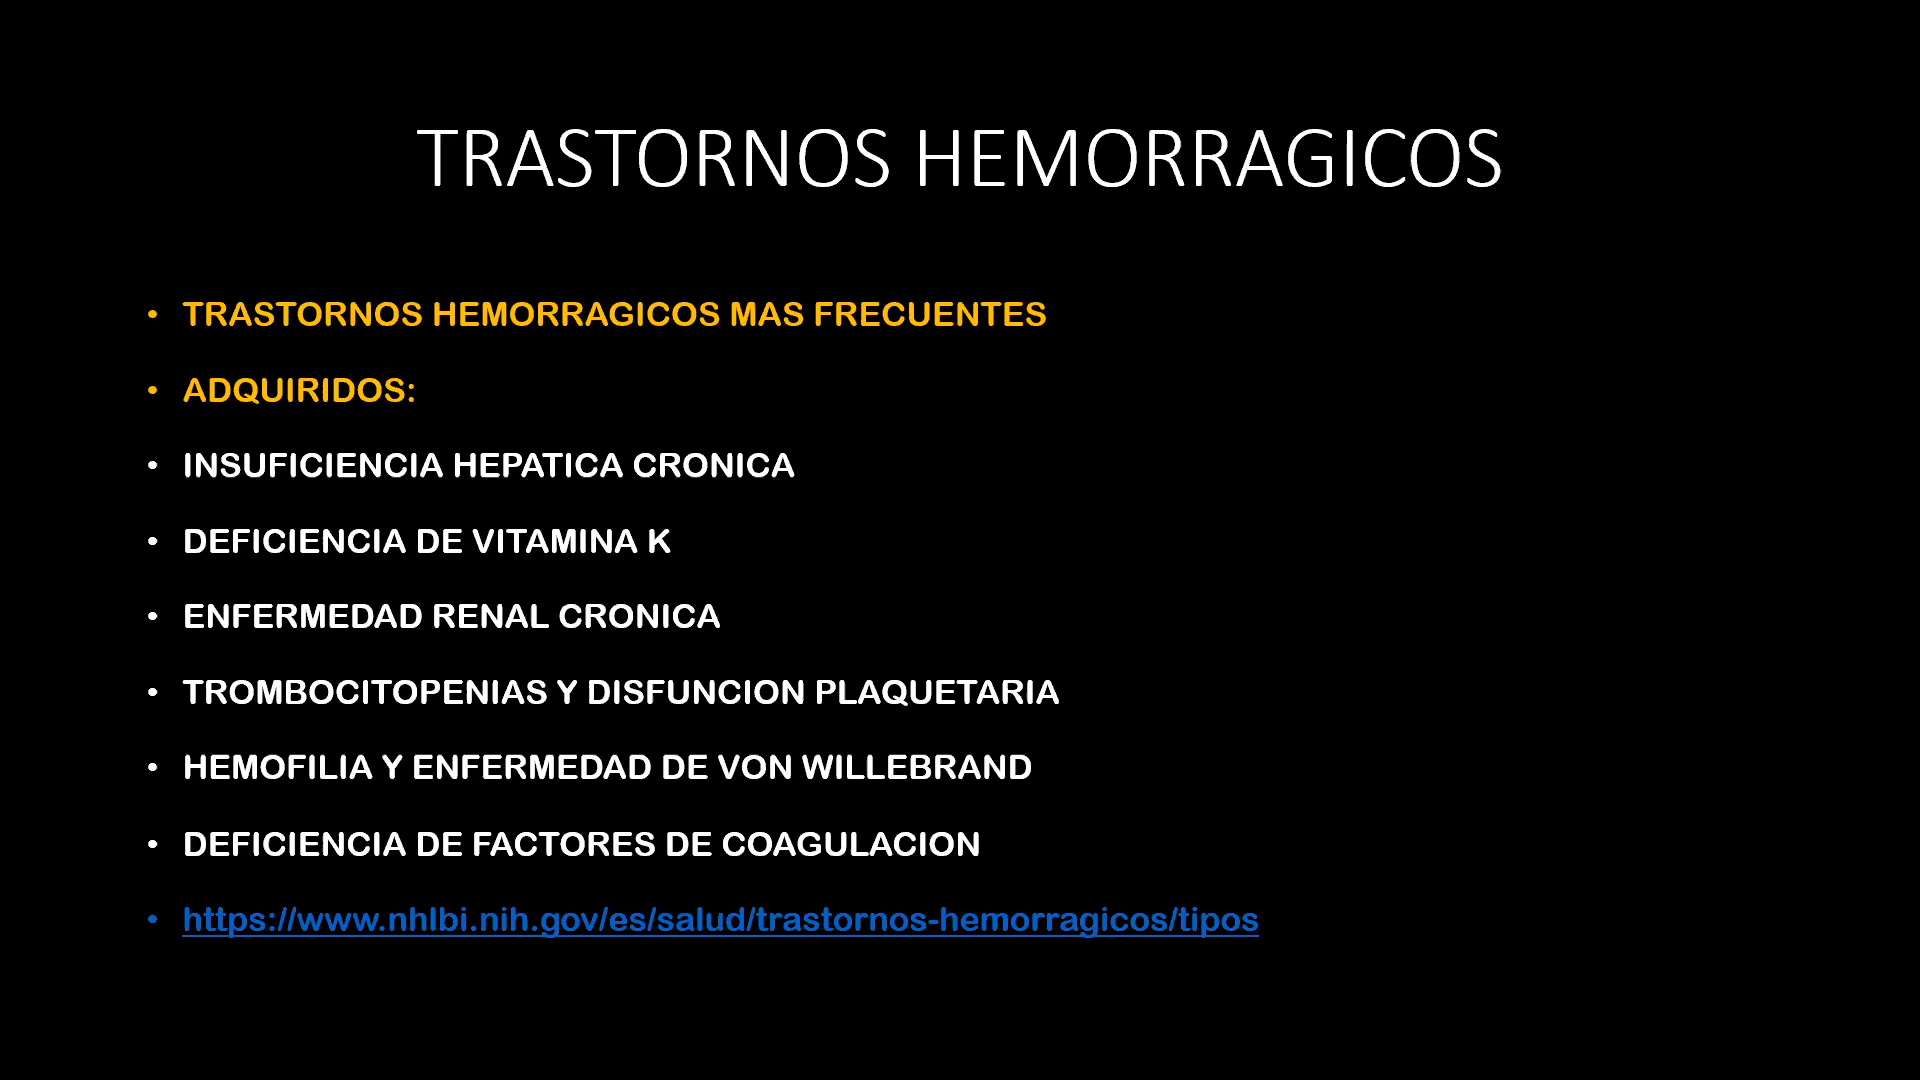 TRASTORNOS HEMORRAGICOS
• TRASTORNOS HEMORRAGICOS MAS FRECUENTES
• ADQUIRIDOS:
• INSUFICIENCIA HEPATICA CRONICA
• DEFICIENCIA DE VITAMINA K
• ENFERMEDAD RENAL CRONICA
• TROMBOCITOPENIAS Y DISFUNCION PLAQUETARIA
• HEMOFILIA Y ENFERMEDAD DE VON WILLEBRAND
• DEFICIENCIA DE FACTORES DE COAGULACION
• https://www.nhlbi.nih.gov/es/salud/trastornos-hemorragicos/tipos